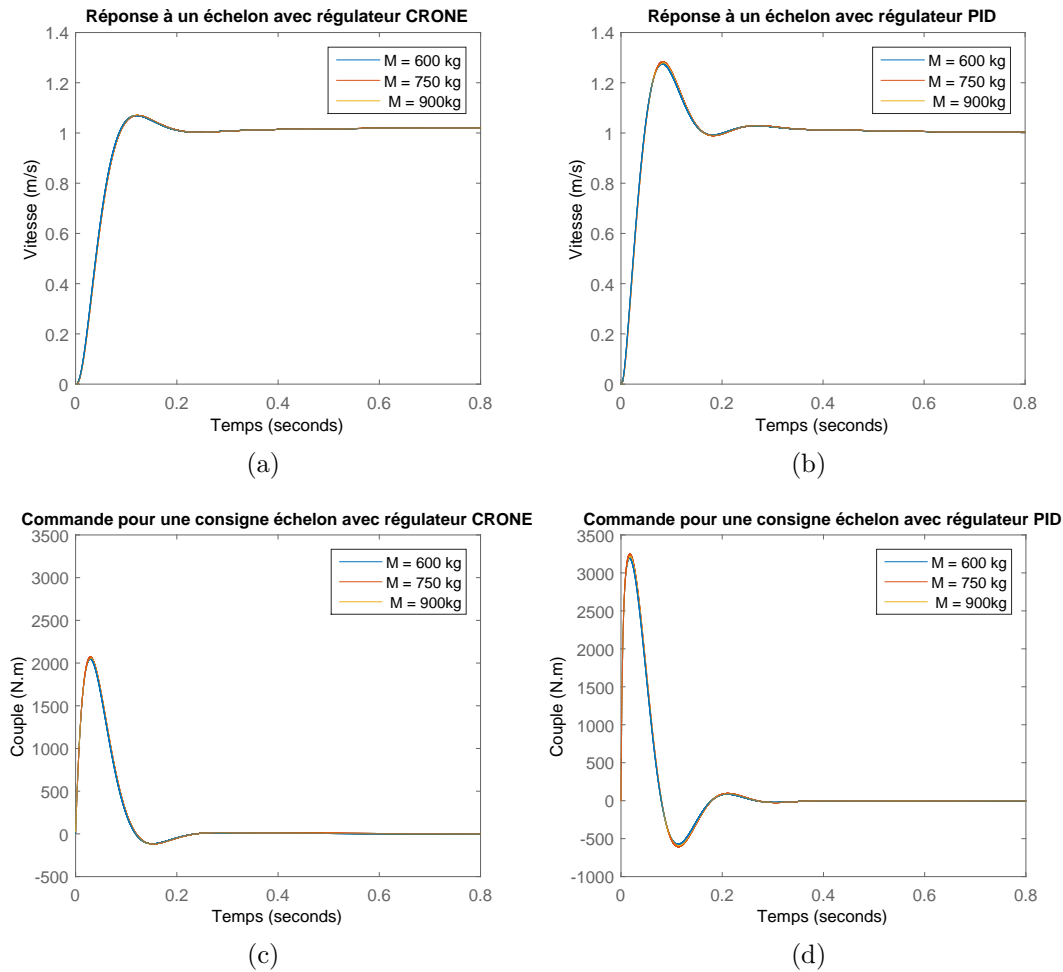 Réponse à un échelon avec régulateur CRONE
1.4
1.2
1
0.8
0.6
0.4
0.2
0
Vitesse (m/s)
M = 600 kg
M = 750 kg
M = 900kg
0 0.2 0.4 0.6 0.8
Temps (seconds)
(a)
Réponse à un échelon avec régulateur PID
1.4
1.2
1
0.8
0.6
0.4
0.2
0
Vitesse (m/s)
M = 600 kg
M = 750 kg
M = 900kg
0 0.2 0.4 0.6 0.8
Temps (seconds)
(b)
Commande pour une consigne échelon avec régulateur CRONE
3500
3000
2500
2000
1500
1000
500
0
-500
Couple (N.m)
M = 600 kg
M = 750 kg
M = 900kg
0 0.2 0.4 0.6 0.8
Temps (seconds)
(c)
Commande pour une consigne échelon avec régulateur PID
3500
3000
2500
2000
1500
1000
500
0
-500
-1000
Couple (N.m)
M = 600 kg
M = 750 kg
M = 900kg
0 0.2 0.4 0.6 0.8
Temps (seconds)
(d)